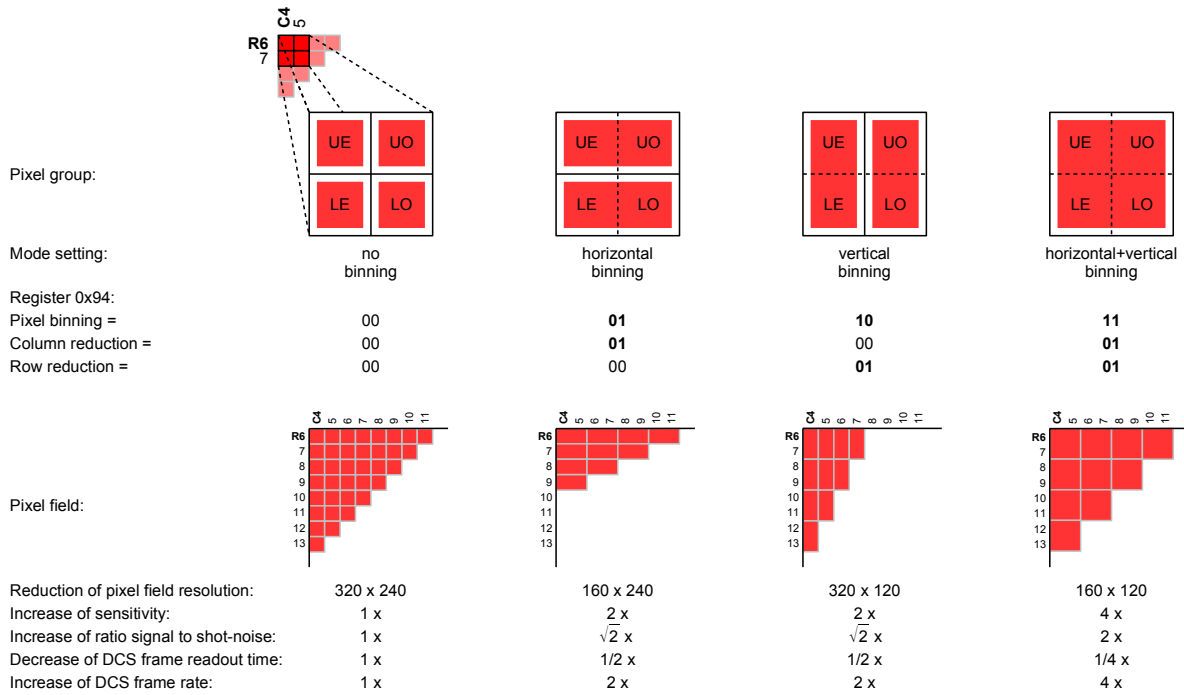 C4 5
R6
7
UE UO UE UO UE UO UE UO
Pixel group:
LE LO LE LO LE LO LE LO
Mode setting: no horizontal vertical horizontal+vertical
binning binning binning binning
Register 0x94:
Pixel binning = 00 01 10 11
Column reduction = 00 01 00 01
Row reduction = 00 00 01 01
C4 5 6 7 8 9 10 11 C4 5 6 7 8 9 10 11 C4 5 6 7 8 9 10 11 C4 5 6 7 8 9 10 11
R6 R6 R6 R6
7 7 7 7
8 8 8 8
9 9 9 9
Pixel field: 10 10 10 10
11 11 11 11
12 12 12 12
13 13 13 13
Reduction of pixel field resolution: 320 x 240 160 x 240 320 x 120 160 x 120
Increase of sensitivity: 1 x 2 x 2 x 4 x
Increase of ratio signal to shot-noise: 1 x √2 x √2 x 2 x
Decrease of DCS frame readout time: 1 x 1/2 x 1/2 x 1/4 x
Increase of DCS frame rate: 1 x 2 x 2 x 4 x